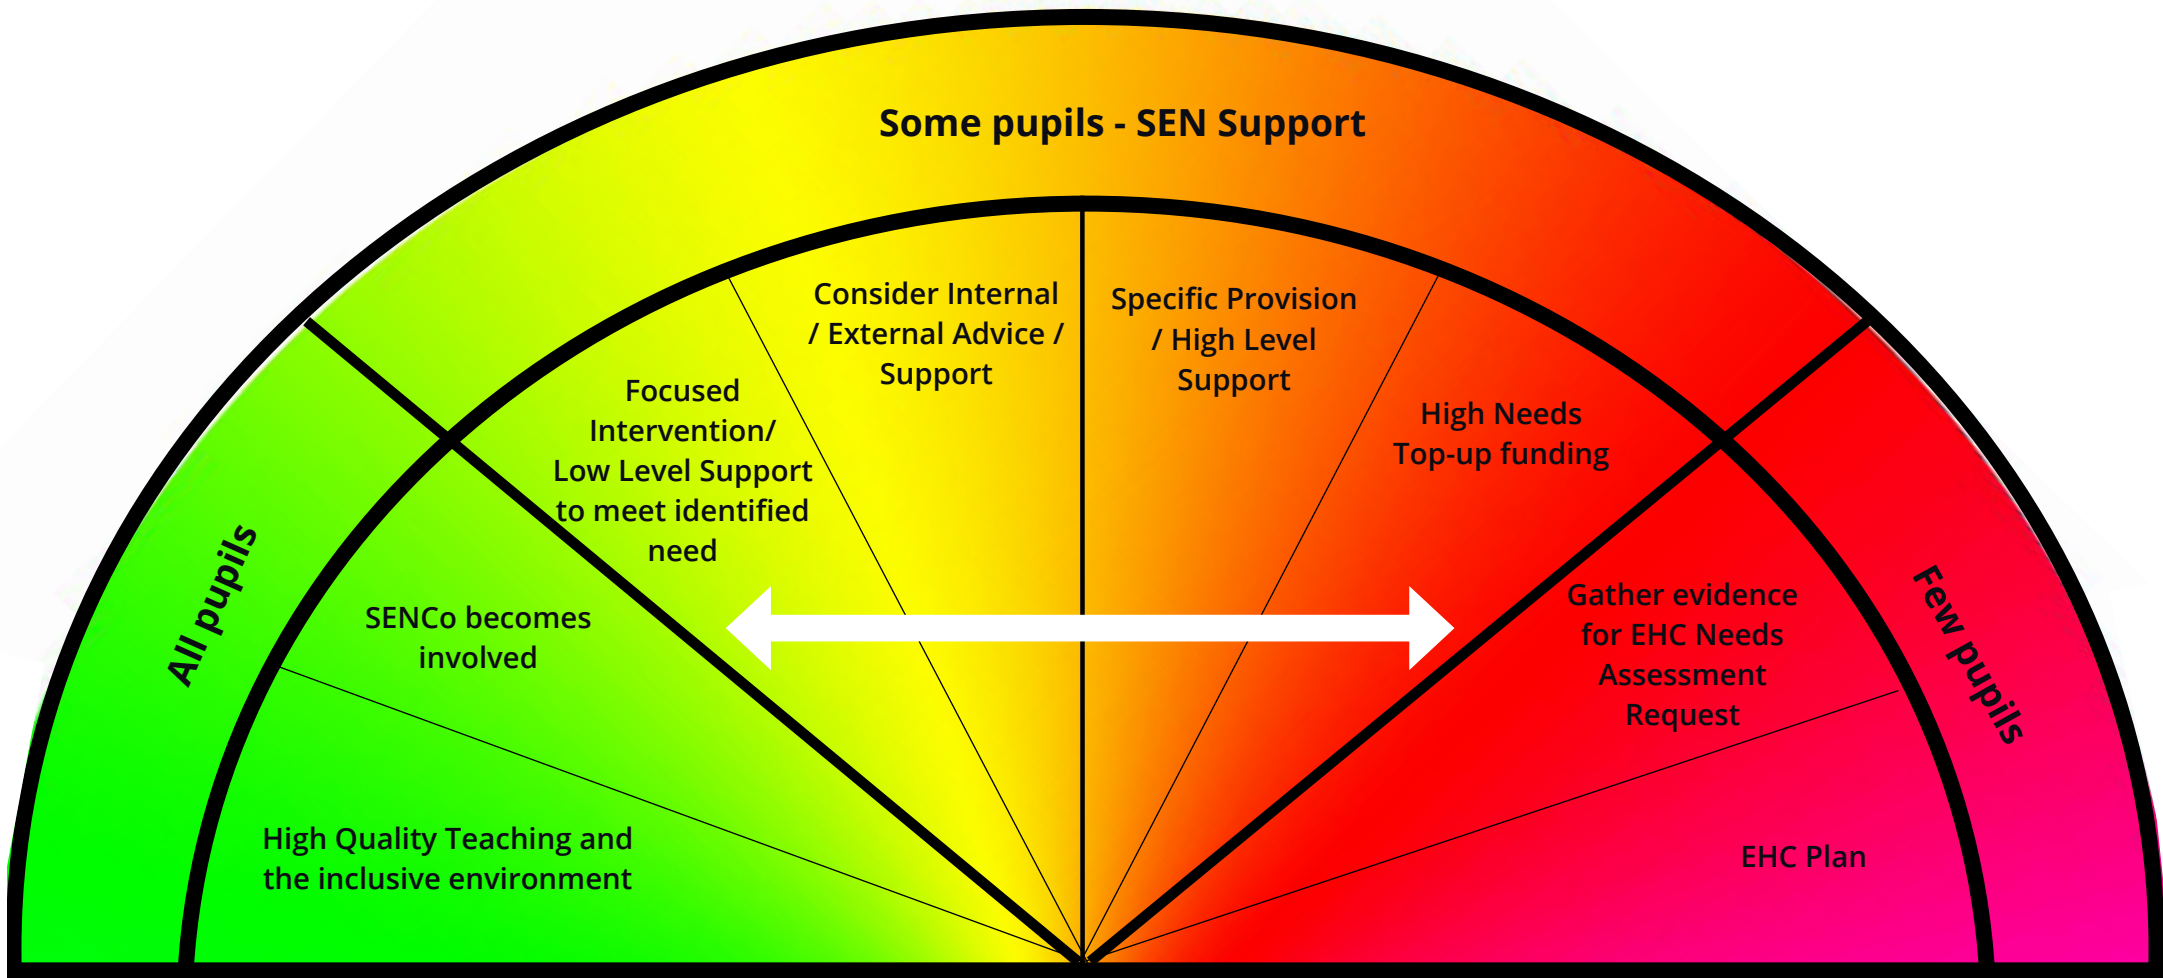 Some pupils - SEN Support
All pupils
Few pupils
High Quality Teaching and
the inclusive environment
SENCo becomes
involved
Focused
Intervention/
Low Level Support
to meet identified
need
Consider Internal
/ External Advice /
Support
Specific Provision
/ High Level
Support
High Needs
Top-up funding
Gather evidence
for EHC Needs
Assessment
Request
EHC Plan